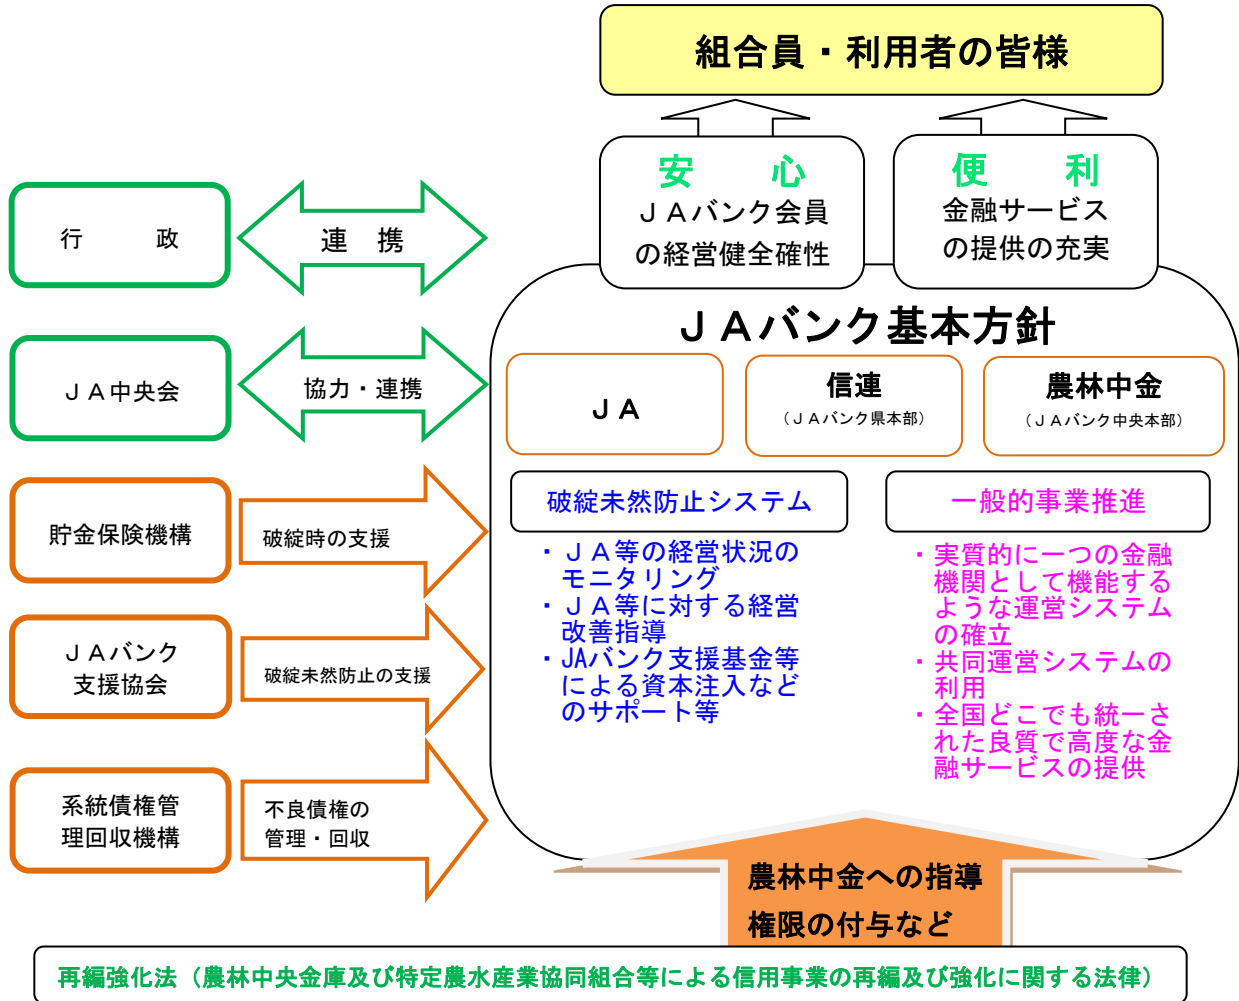 組合員・利用者の皆様
安　心
ＪＡバンク会員
の経営健全確性
便　利
金融サービス
の提供の充実
行　政
連　携
ＪＡ中央会
協力・連携
貯金保険機構
破綻時の支援
ＪＡバンク
支援協会
破綻未然防止の支援
系統債権管
理回収機構
不良債権の
管理・回収
ＪＡバンク基本方針
ＪＡ
信連
（ＪＡバンク県本部）
農林中金
（ＪＡバンク中央本部）
破綻未然防止システム
・ＪＡ等の経営状況の
モニタリング
・ＪＡ等に対する経営
改善指導
・JAバンク支援基金等
による資本注入など
のサポート等
一般的事業推進
・実質的に一つの金融
機関として機能する
ような運営システム
の確立
・共同運営システムの
利用
・全国どこでも統一さ
れた良質で高度な金
融サービスの提供
農林中金への指導
権限の付与など
再編強化法（農林中央金庫及び特定農水産業協同組合等による信用事業の再編及び強化に関する法律）